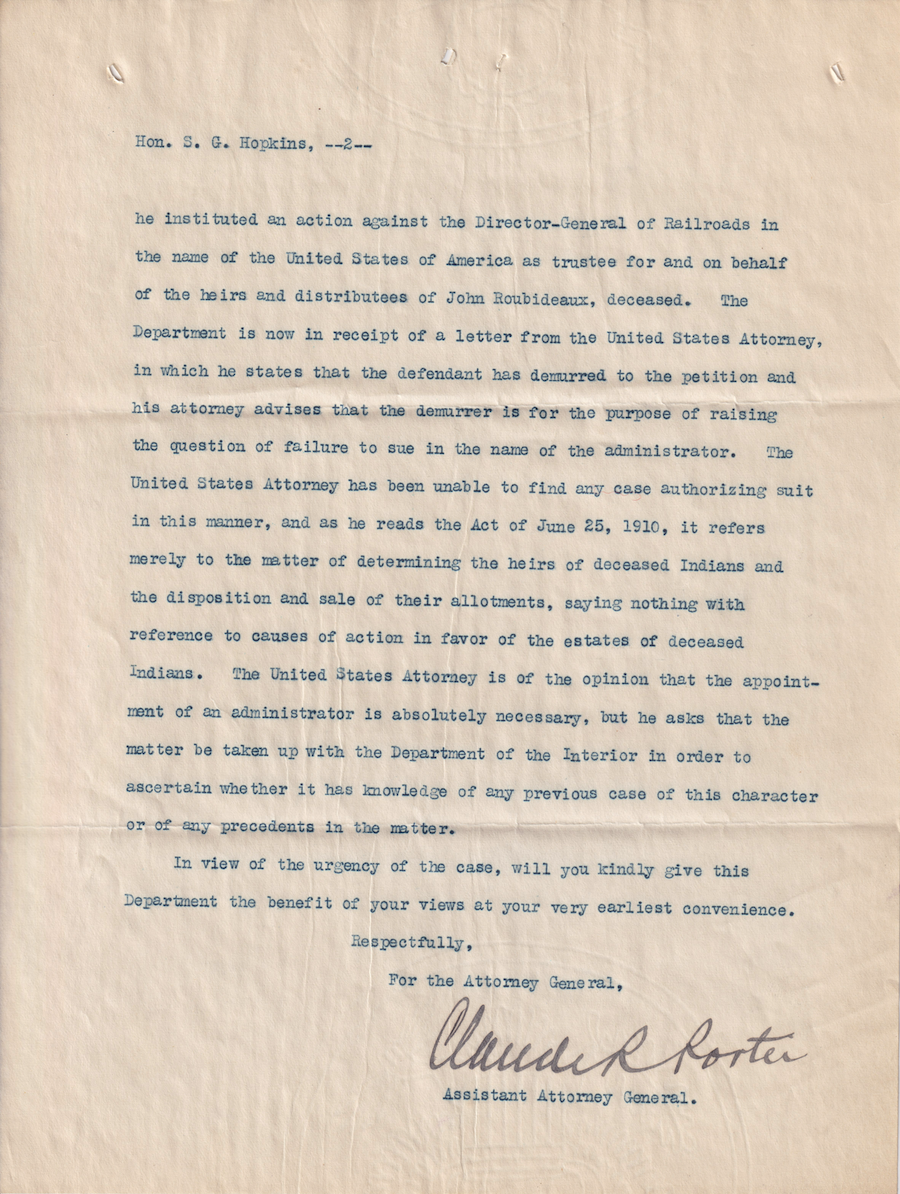 Hon. S. G. Hopkins, --2--
he instituted an action against the Director-General of Railroads in
the name of the United States of America as trustee for and on behalf
of the heirs and distributees of John Roubideaux, deceased. The
Department is now in receipt of a letter from the United States Attorney,
in which he states that the defendant has demurred to the petition and
his attorney advises that the demurrer is for the purpose of raising
the question of failure to sue in the name of the administrator. The
United States Attorney has been unable to find any case authorizing suit
in this manner, and as he reads the Act of June 25, 1910, it refers
merely to the matter of determining the heirs of deceased Indians and
the disposition and sale of their allotments, saying nothing with
reference to causes of action in favor of the estates of deceased
Indians. The United States Attorney is of the opinion that the appoint-
ment of an administrator is absolutely necessary, but he asks that the
matter be taken up with the Department of the Interior in order to
ascertain whether it has knowledge of any previous case of this character
or of any precedents in the matter.
In view of the urgency of the case, will you kindly give this
Department the benefit of your views at your very earliest convenience.
Respectfully,
For the Attorney General,
Claude R Porter
Assistant Attorney General.